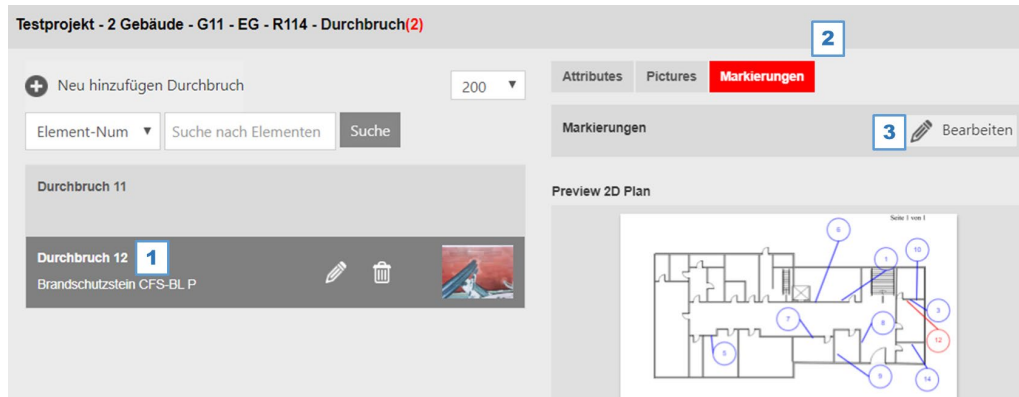 Testprojekt - 2 Gebäude - G11 - EG - R114 - Durchbruch(2)
2
Neu hinzufügen Durchbruch
200
Attributes Pictures Markierungen
Element-Num Suche nach Elementen Suche
Markierungen
3 Bearbeiten
Durchbruch 11
Preview 2D Plan
Durchbruch 12 1
Brandschutzstein CFS-BL P
Seite 1 von 1
6
10
1
3
7
8
12
5
9
14